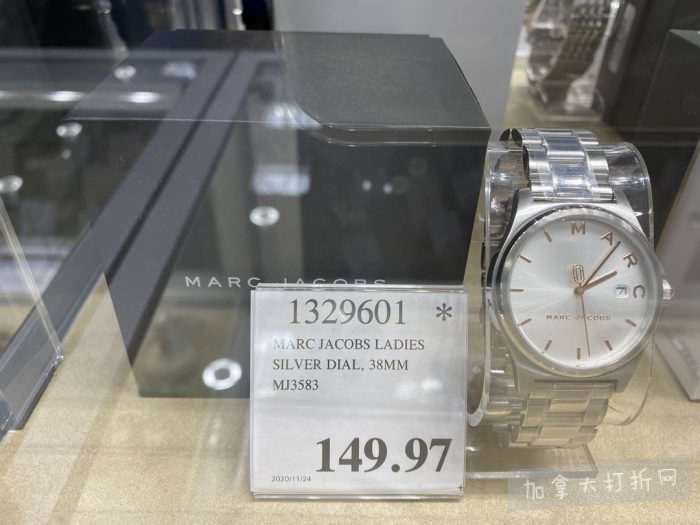 MARC JACOBS
1329601 *
MARC JACOBS LADIES
SILVER DIAL, 38MM
MJ3583
149.97
2020/11/24
MARC
MARC JACOBS
加拿大打折网